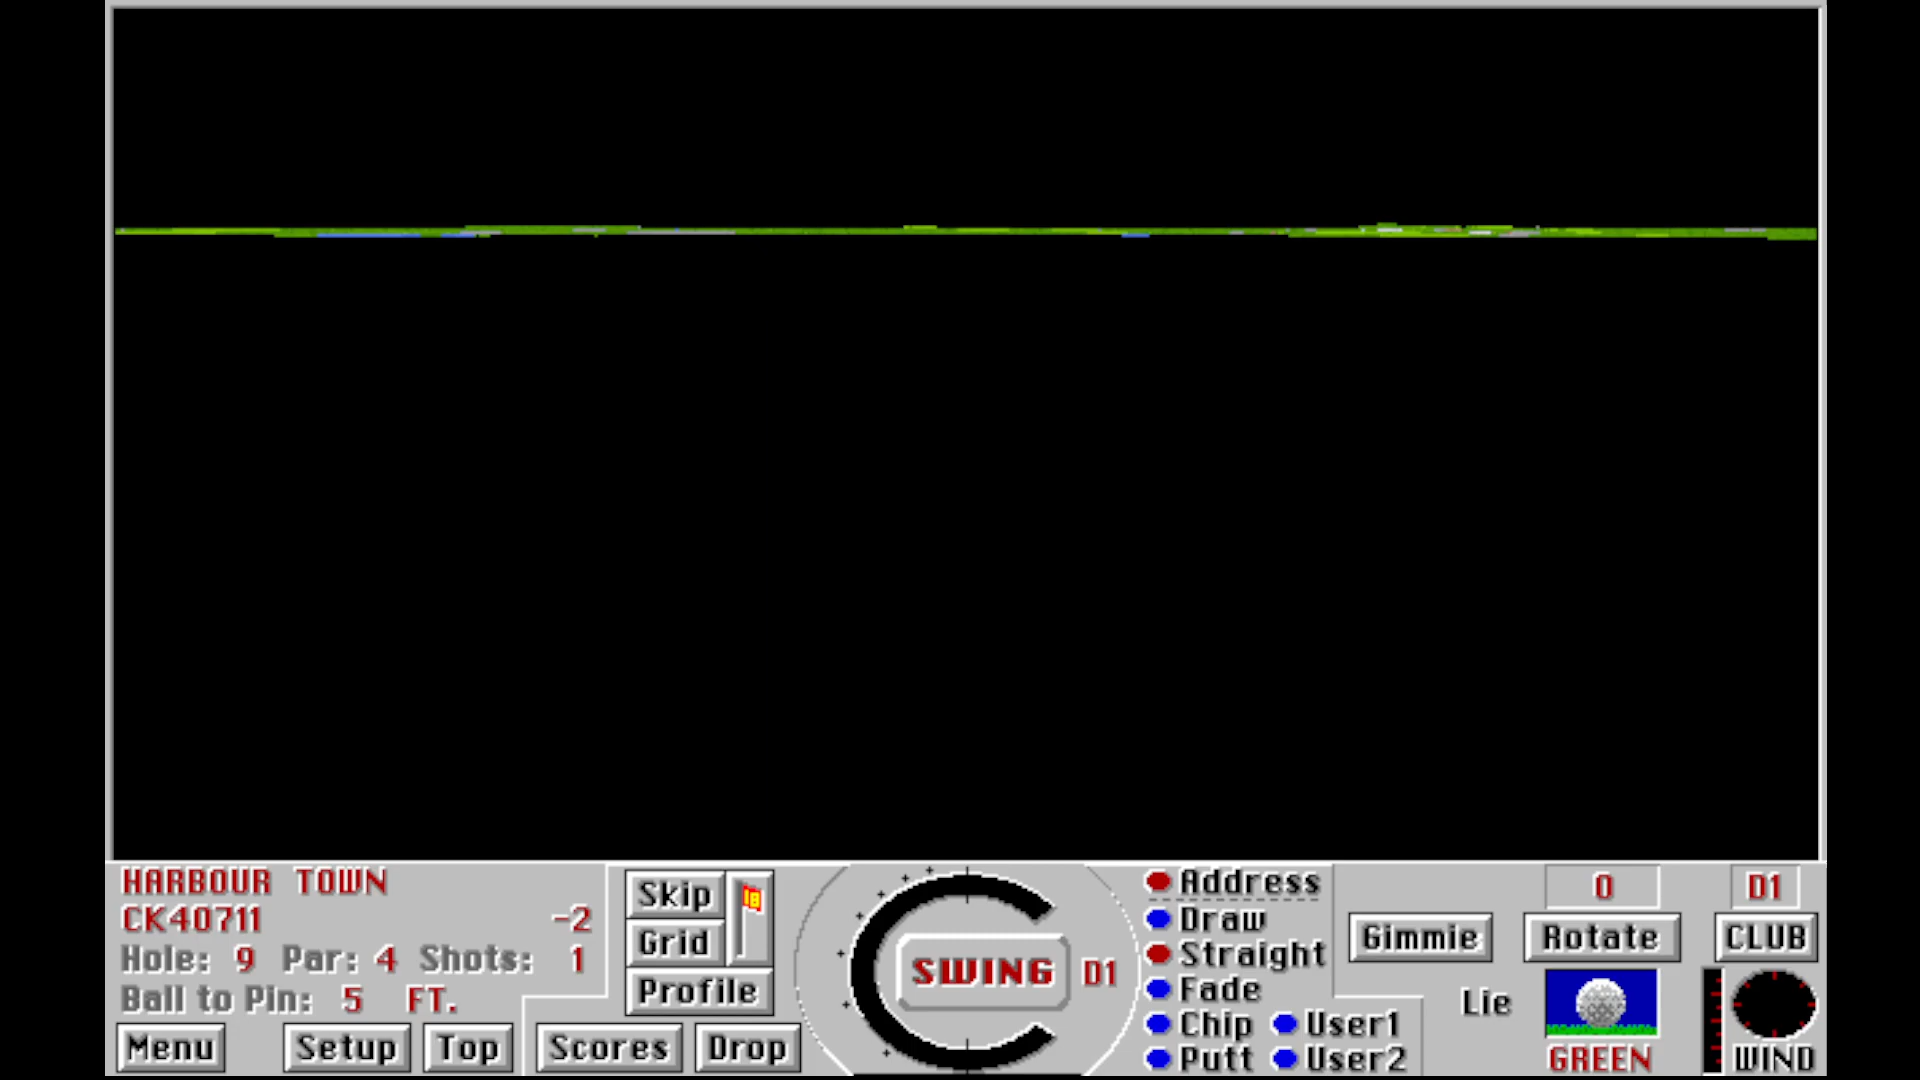 HARBOUR TOWN
CK40711 -2
Hole: 9 Par: 4 Shots: 1
Ball to Pin: 5 FT.
Menu Setup Top Scores Drop
Skip
Grid
Profile
18
SWING D1
Address
Draw
Straight
Fade
Chip User1
Putt User2
Gimmie
0
Rotate
D1
CLUB
Lie
GREEN
WIND